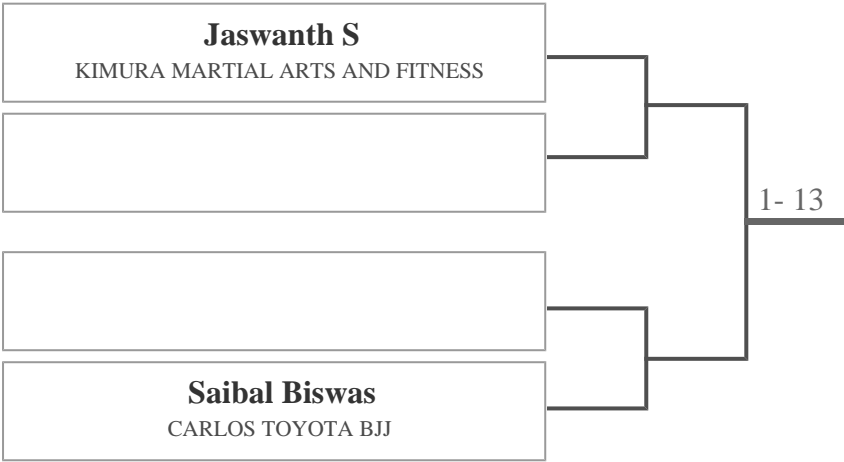 Jaswanth S
KIMURA MARTIAL ARTS AND FITNESS
1- 13
Saibal Biswas
CARLOS TOYOTA BJJ